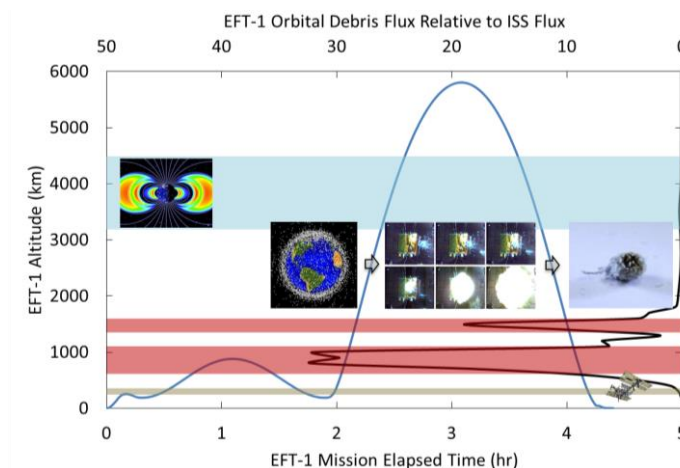 EFT-1 Orbital Debris Flux Relative to ISS Flux
50 40 30 20 10 0
6000
5000
4000
3000
2000
1000
0
EFT-1 Altitude (km)
0 1 2 3 4 5
EFT-1 Mission Elapsed Time (hr)